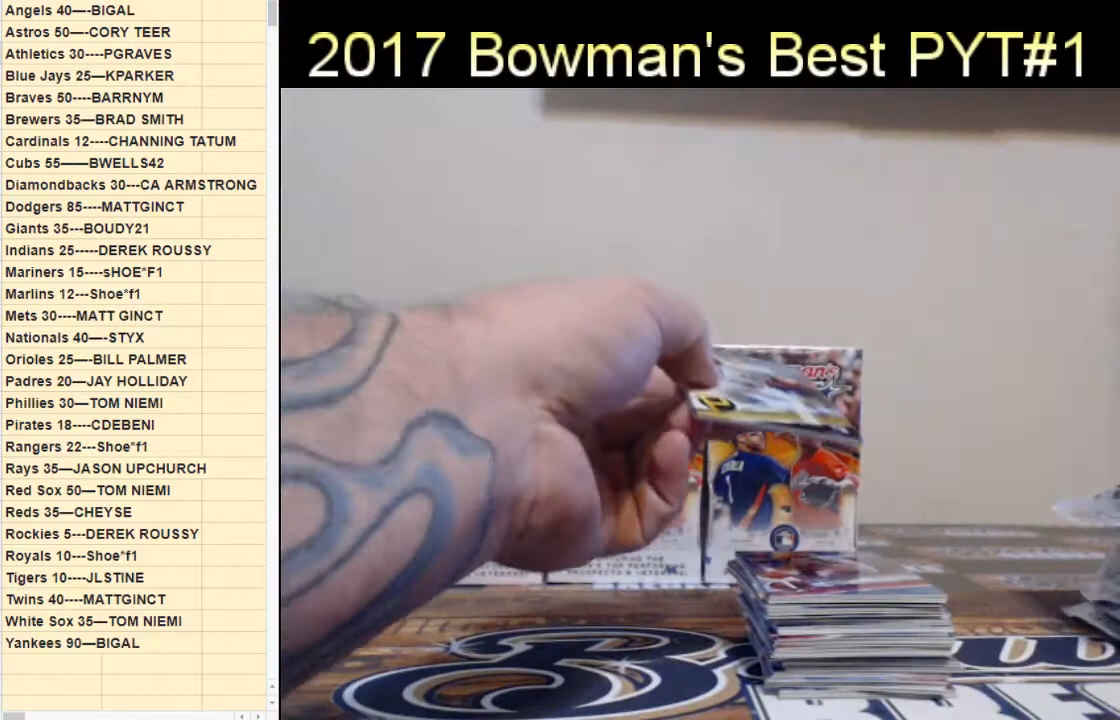 Angels 40—-BIGAL
Astros 50—-CORY TEER
Athletics 30----PGRAVES
Blue Jays 25—KPARKER
Braves 50----BARRNYM
Brewers 35—BRAD SMITH
Cardinals 12----CHANNING TATUM
Cubs 55——BWELLS42
Diamondbacks 30---CA ARMSTRONG
Dodgers 85----MATTGINCT
Giants 35---BOUDY21
Indians 25-----DEREK ROUSSY
Mariners 15----sHOE*F1
Marlins 12---Shoe*f1
Mets 30----MATT GINCT
Nationals 40—-STYX
Orioles 25—-BILL PALMER
Padres 20—JAY HOLLIDAY
Phillies 30—TOM NIEMI
Pirates 18----CDEBENI
Rangers 22---Shoe*f1
Rays 35—JASON UPCHURCH
Red Sox 50—TOM NIEMI
Reds 35—CHEYSE
Rockies 5---DEREK ROUSSY
Royals 10---Shoe*f1
Tigers 10----JLSTINE
Twins 40----MATTGINCT
White Sox 35—TOM NIEMI
Yankees 90—BIGAL
2017 Bowman's Best PYT#1
1